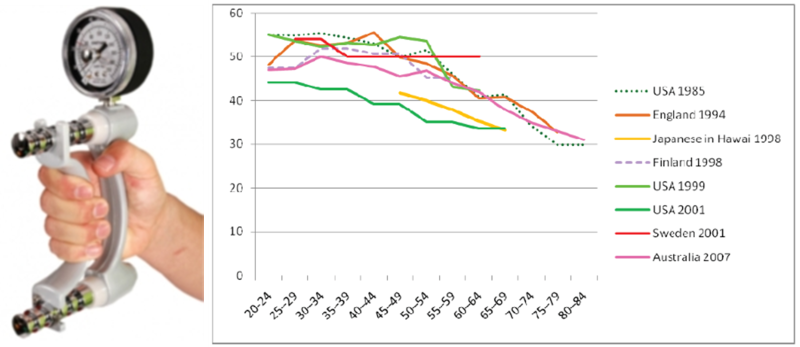 60
50
40
30
20
10
0
20–24
25–29
30–34
35–39
40–44
45–49
50–54
55–59
60–64
65–69
70–74
75–79
80–84
USA 1985
England 1994
Japanese in Hawai 1998
Finland 1998
USA 1999
USA 2001
Sweden 2001
Australia 2007